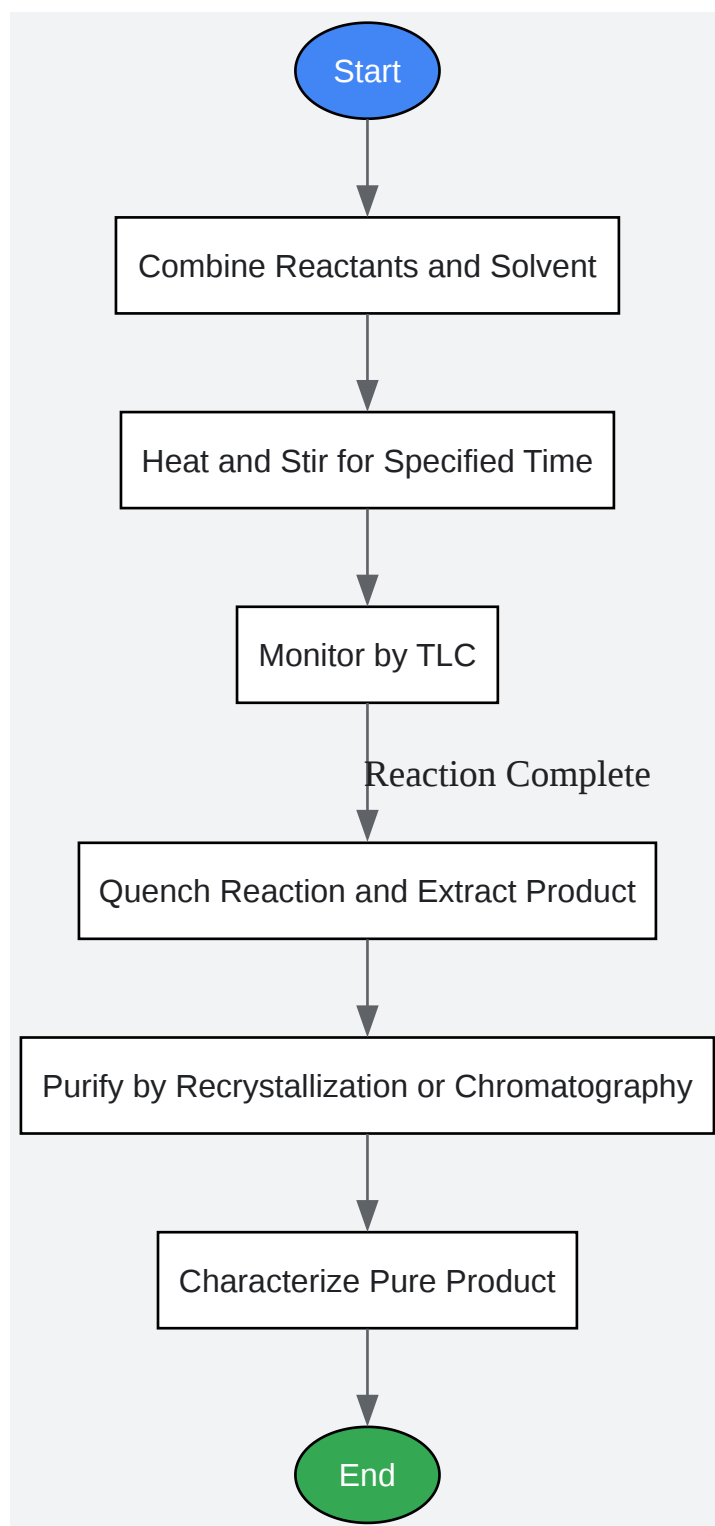 Start
Combine Reactants and Solvent
Heat and Stir for Specified Time
Monitor by TLC
Reaction Complete
Quench Reaction and Extract Product
Purify by Recrystallization or Chromatography
Characterize Pure Product
End